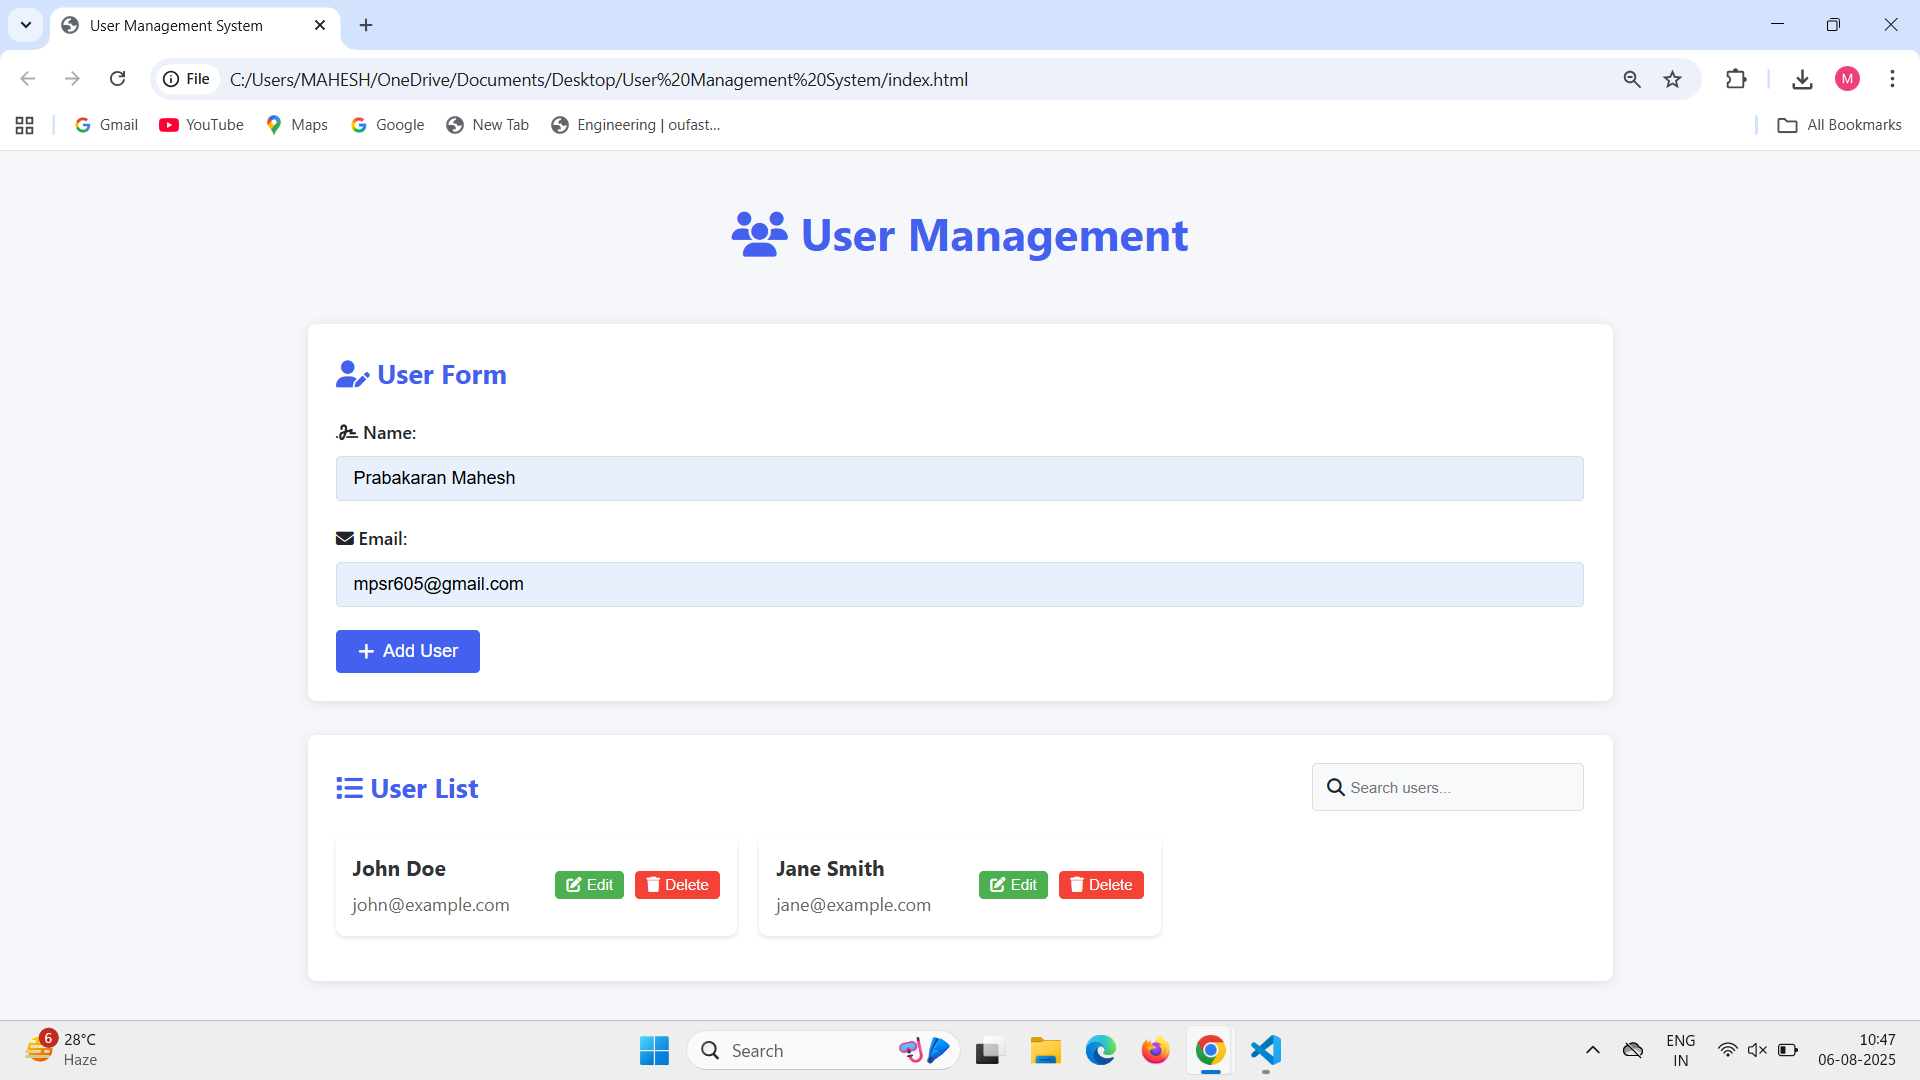 User Management System
File C:/Users/MAHESH/OneDrive/Documents/Desktop/User%20Management%20System/index.html
M
Gmail YouTube Maps Google New Tab Engineering | oufast... All Bookmarks
User Management
User Form
Name:
Prabakaran Mahesh
Email:
mpsr605@gmail.com
Add User
User List
Search users...
John Doe
john@example.com
Edit Delete
Jane Smith
jane@example.com
Edit Delete
6
28°C
Haze
Search
ENG
IN
10:47
06-08-2025